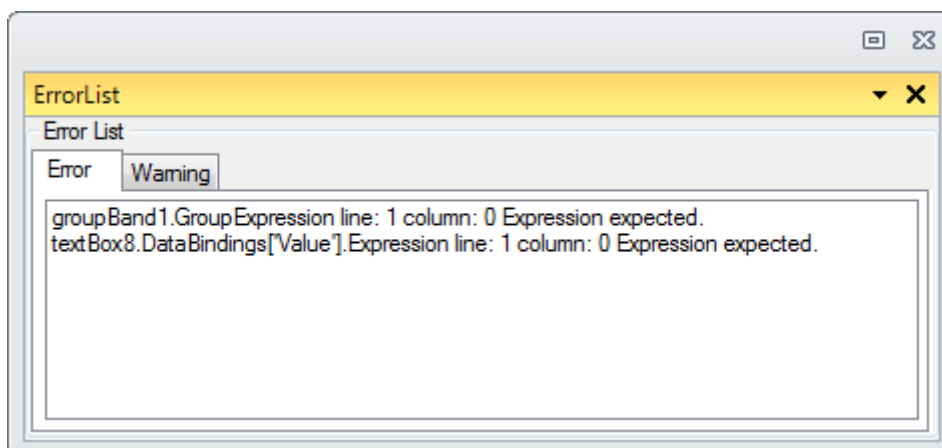 ErrorList
Error List
Error
Warning
groupBand1.GroupExpression line: 1 column: 0 Expression expected.
textBox8.DataBindings['Value'].Expression line: 1 column: 0 Expression expected.